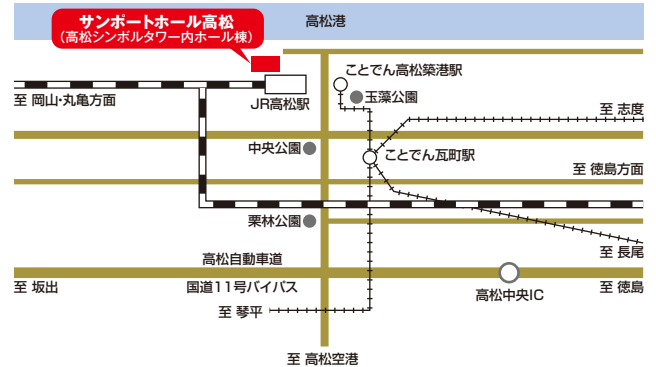 サンポートホール高松
(高松シンボルタワー内ホール棟)
高松港
ことでん高松築港駅
至 岡山・丸亀方面
JR高松駅
玉藻公園
至 志度
中央公園
ことでん瓦町駅
至 徳島方面
栗林公園
至 長尾
高松自動車道
至 坂出
国道11号バイパス
高松中央IC
至 徳島
至 琴平
至 高松空港